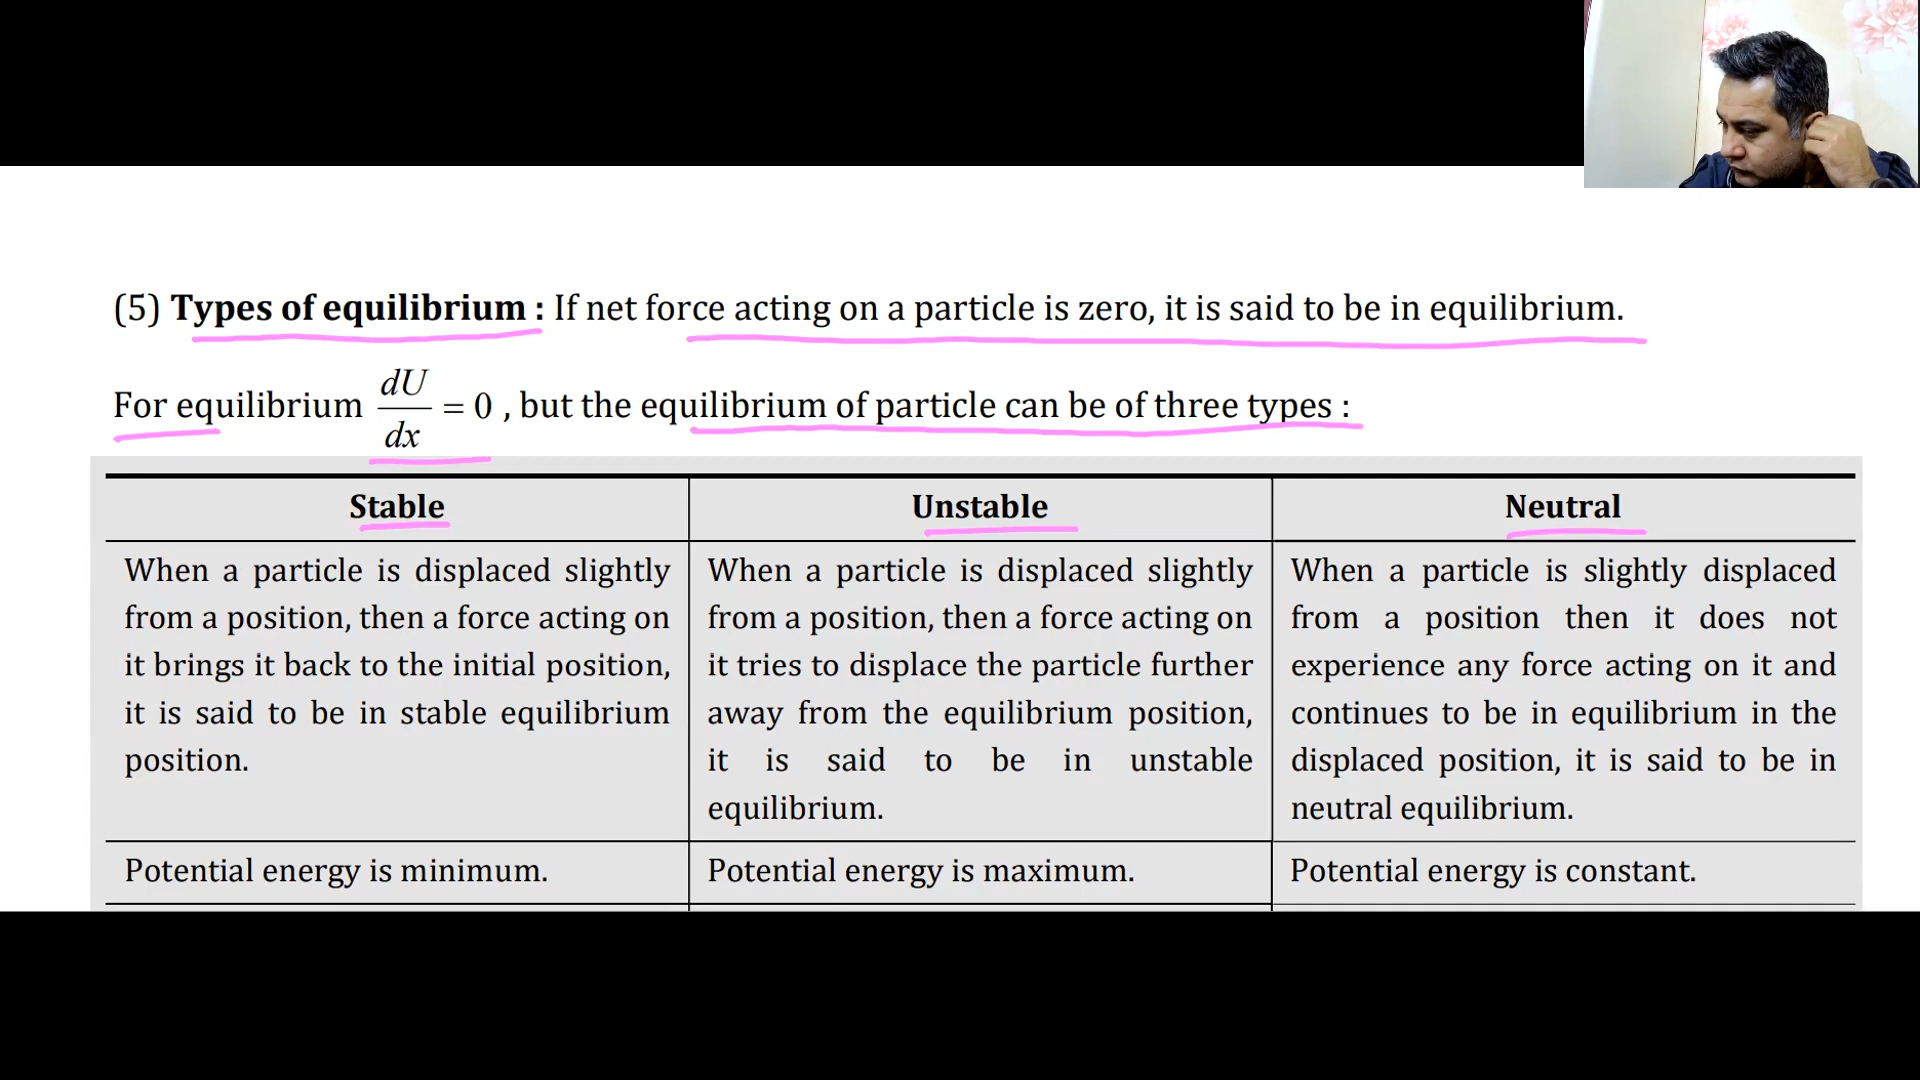 (5) Types of equilibrium : If net force acting on a particle is zero, it is said to be in equilibrium.
For equilibrium dU/dx = 0 , but the equilibrium of particle can be of three types :
Stable
Unstable
Neutral
When a particle is displaced slightly
from a position, then a force acting on
it brings it back to the initial position,
it is said to be in stable equilibrium
position.
When a particle is displaced slightly
from a position, then a force acting on
it tries to displace the particle further
away from the equilibrium position,
it is said to be in unstable
equilibrium.
When a particle is slightly displaced
from a position then it does not
experience any force acting on it and
continues to be in equilibrium in the
displaced position, it is said to be in
neutral equilibrium.
Potential energy is minimum.
Potential energy is maximum.
Potential energy is constant.